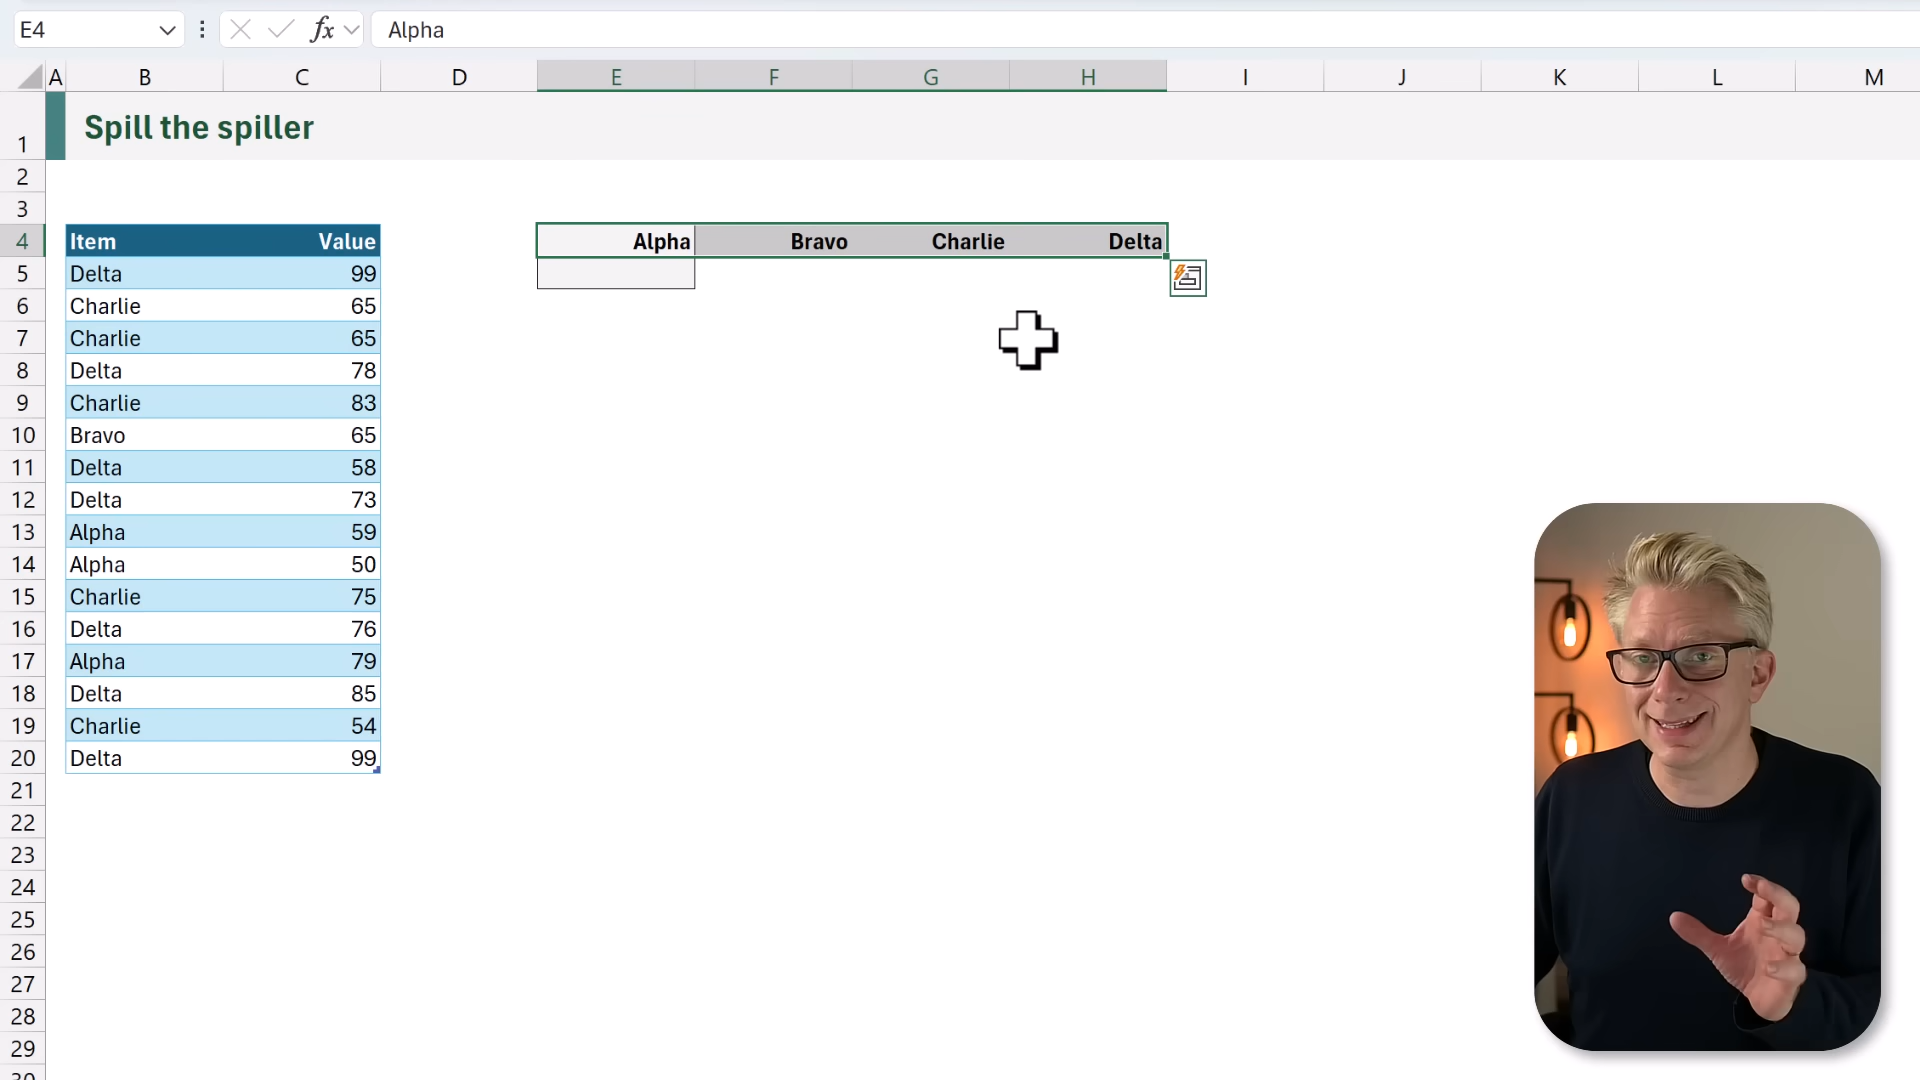 E4 fx Alpha
A B C D E F G H I J K L M
1 Spill the spiller
2
3
4 Item Value Alpha Bravo Charlie Delta
5 Delta 99
6 Charlie 65
7 Charlie 65
8 Delta 78
9 Charlie 83
10 Bravo 65
11 Delta 58
12 Delta 73
13 Alpha 59
14 Alpha 50
15 Charlie 75
16 Delta 76
17 Alpha 79
18 Delta 85
19 Charlie 54
20 Delta 99
21
22
23
24
25
26
27
28
29
30